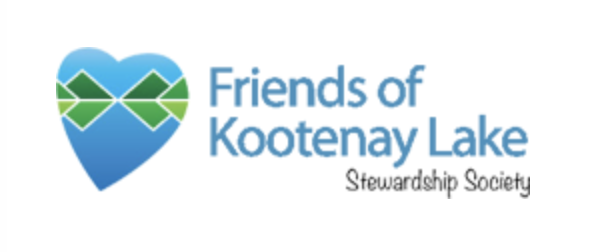 Friends of
Kootenay Lake
Stewardship Society